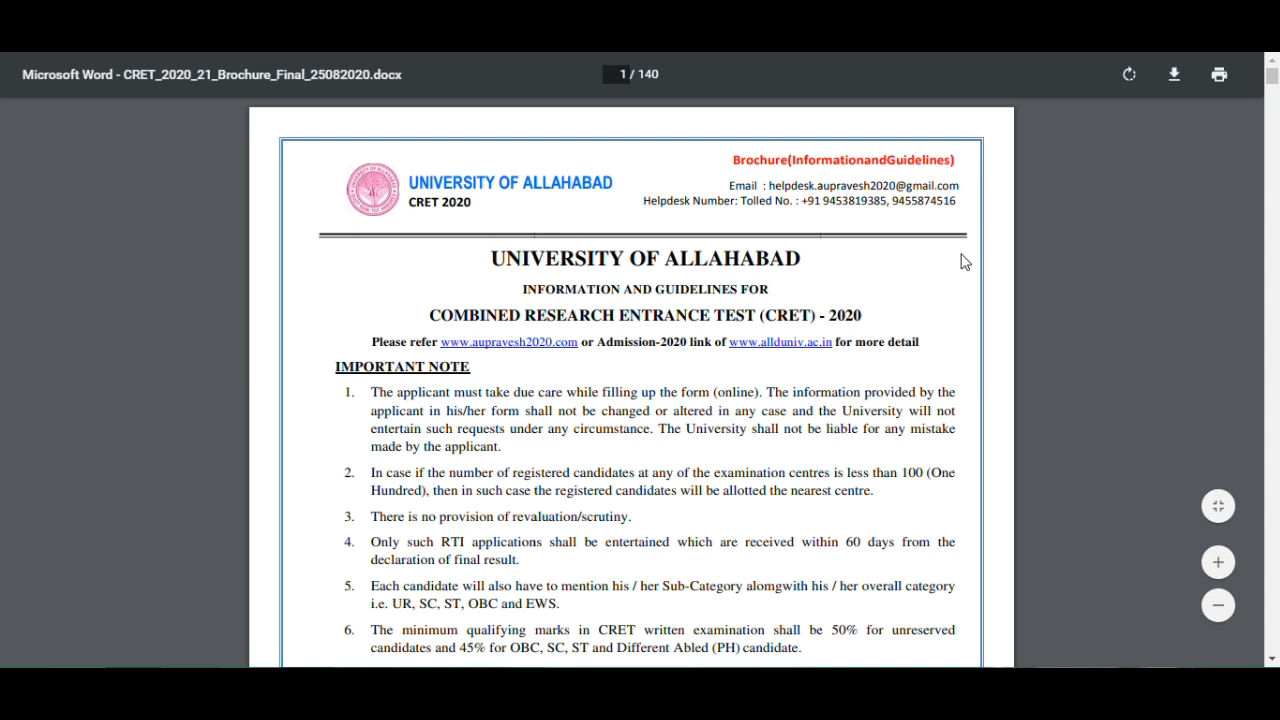 Microsoft Word - CRET_2020_21_Brochure_Final_25082020.docx
1 / 140
Brochure(InformationandGuidelines)
UNIVERSITY OF ALLAHABAD
Email : helpdesk.aupravesh2020@gmail.com
CRET 2020
Helpdesk Number: Tolled No. : +91 9453819385, 9455874516
UNIVERSITY OF ALLAHABAD
INFORMATION AND GUIDELINES FOR
COMBINED RESEARCH ENTRANCE TEST (CRET) - 2020
Please refer www.aupravesh2020.com or Admission-2020 link of www.allduniv.ac.in for more detail
IMPORTANT NOTE
1. The applicant must take due care while filling up the form (online). The information provided by the
applicant in his/her form shall not be changed or altered in any case and the University will not
entertain such requests under any circumstance. The University shall not be liable for any mistake
made by the applicant.
2. In case if the number of registered candidates at any of the examination centres is less than 100 (One
Hundred), then in such case the registered candidates will be allotted the nearest centre.
3. There is no provision of revaluation/scrutiny.
4. Only such RTI applications shall be entertained which are received within 60 days from the
declaration of final result.
5. Each candidate will also have to mention his / her Sub-Category alomgwith his / her overall category
i.e. UR, SC, ST, OBC and EWS.
6. The minimum qualifying marks in CRET written examination shall be 50% for unreserved
candidates and 45% for OBC, SC, ST and Different Abled (PH) candidate.